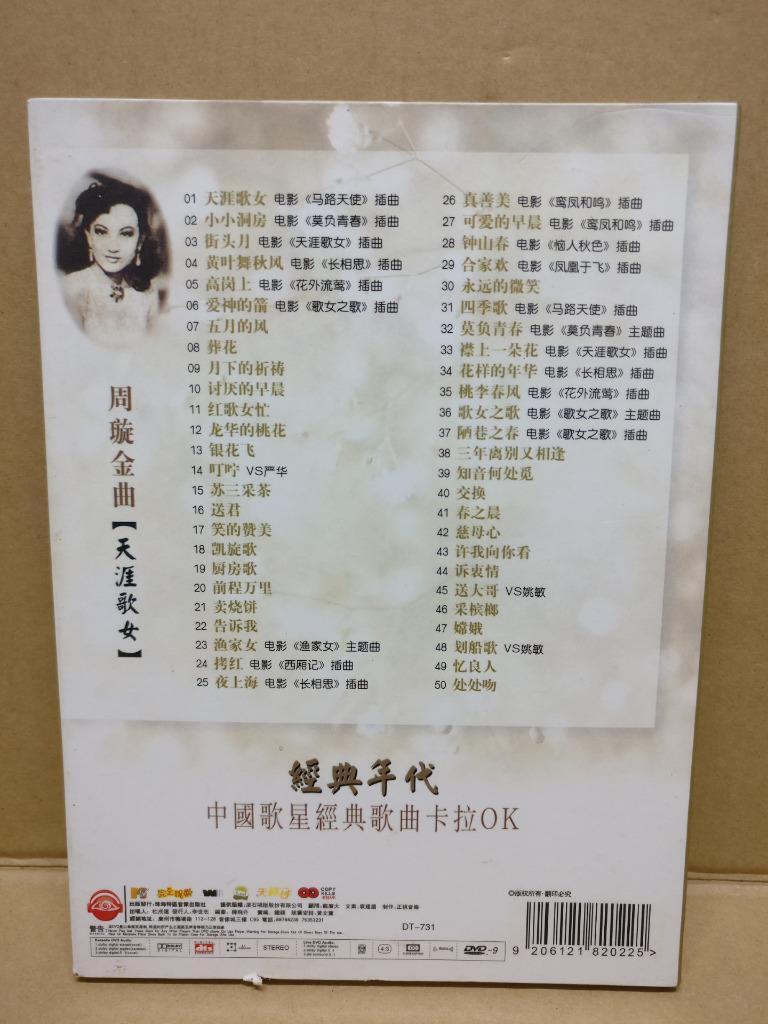 周璇金曲【天涯歌女】
01 天涯歌女 电影《马路天使》插曲
02 小小洞房 电影《莫负青春》插曲
03 街头月 电影《天涯歌女》插曲
04 黄叶舞秋风 电影《长相思》插曲
05 高岗上 电影《花外流莺》插曲
06 爱神的箭 电影《歌女之歌》插曲
07 五月的风
08 葬花
09 月下的祈祷
10 讨厌的早晨
11 红歌女忙
12 龙华的桃花
13 银花飞
14 叮咛 VS严华
15 苏三采茶
16 送君
17 笑的赞美
18 凯旋歌
19 厨房歌
20 前程万里
21 卖烧饼
22 告诉我
23 渔家女 电影《渔家女》主题曲
24 拷红 电影《西厢记》插曲
25 夜上海 电影《长相思》插曲
26 真善美 电影《鸾凤和鸣》插曲
27 可爱的早晨 电影《鸾凤和鸣》插曲
28 钟山春 电影《恼人秋色》插曲
29 合家欢 电影《凤凰于飞》插曲
30 永远的微笑
31 四季歌 电影《马路天使》插曲
32 莫负青春 电影《莫负青春》主题曲
33 襟上一朵花 电影《天涯歌女》插曲
34 花样的年华 电影《长相思》插曲
35 桃李春风 电影《花外流莺》插曲
36 歌女之歌 电影《歌女之歌》主题曲
37 陋巷之春 电影《歌女之歌》插曲
38 三年离别又相逢
39 知音何处觅
40 交换
41 春之晨
42 慈母心
43 许我向你看
44 诉衷情
45 送大哥 VS姚敏
46 采槟榔
47 嫦娥
48 划船歌 VS姚敏
49 忆良人
50 处处吻
經典年代
中國歌星經典歌曲卡拉OK
©版权所有·翻印必究
DT-731
警告
DOLBY DIGITAL
dts
STEREO
4:3
DVD-9
9 206121 820225 >